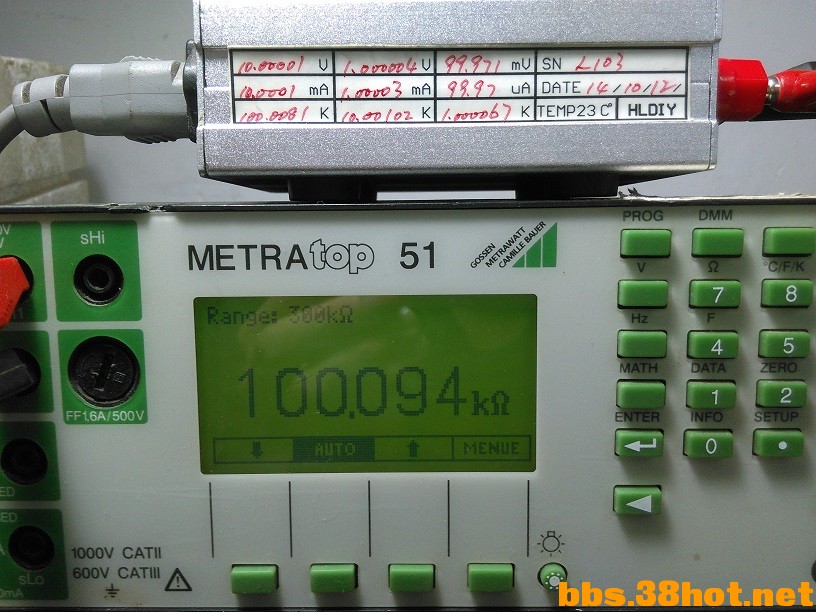 10.00001 V 1.000004 V 99.971 mV SN L103
10.0001 mA 1.00003 mA 99.97 uA DATE 14/10/12/
100.0081 K 10.00102 K 1.000067 K TEMP23 C° HLDIY
METRAtop 51
GOSSEN
METRAWATT
CAMILLE BAUER
sHi
FF1,6A/500V
Range: 300kΩ
100.094 kΩ
AUTO MENUE
PROG DMM
V Ω °C/F/K
7 8
Hz F
4 5
MATH DATA ZERO
1 2
ENTER INFO SETUP
0
sLo
1000V CATII
600V CATIII
bbs.38hot.net